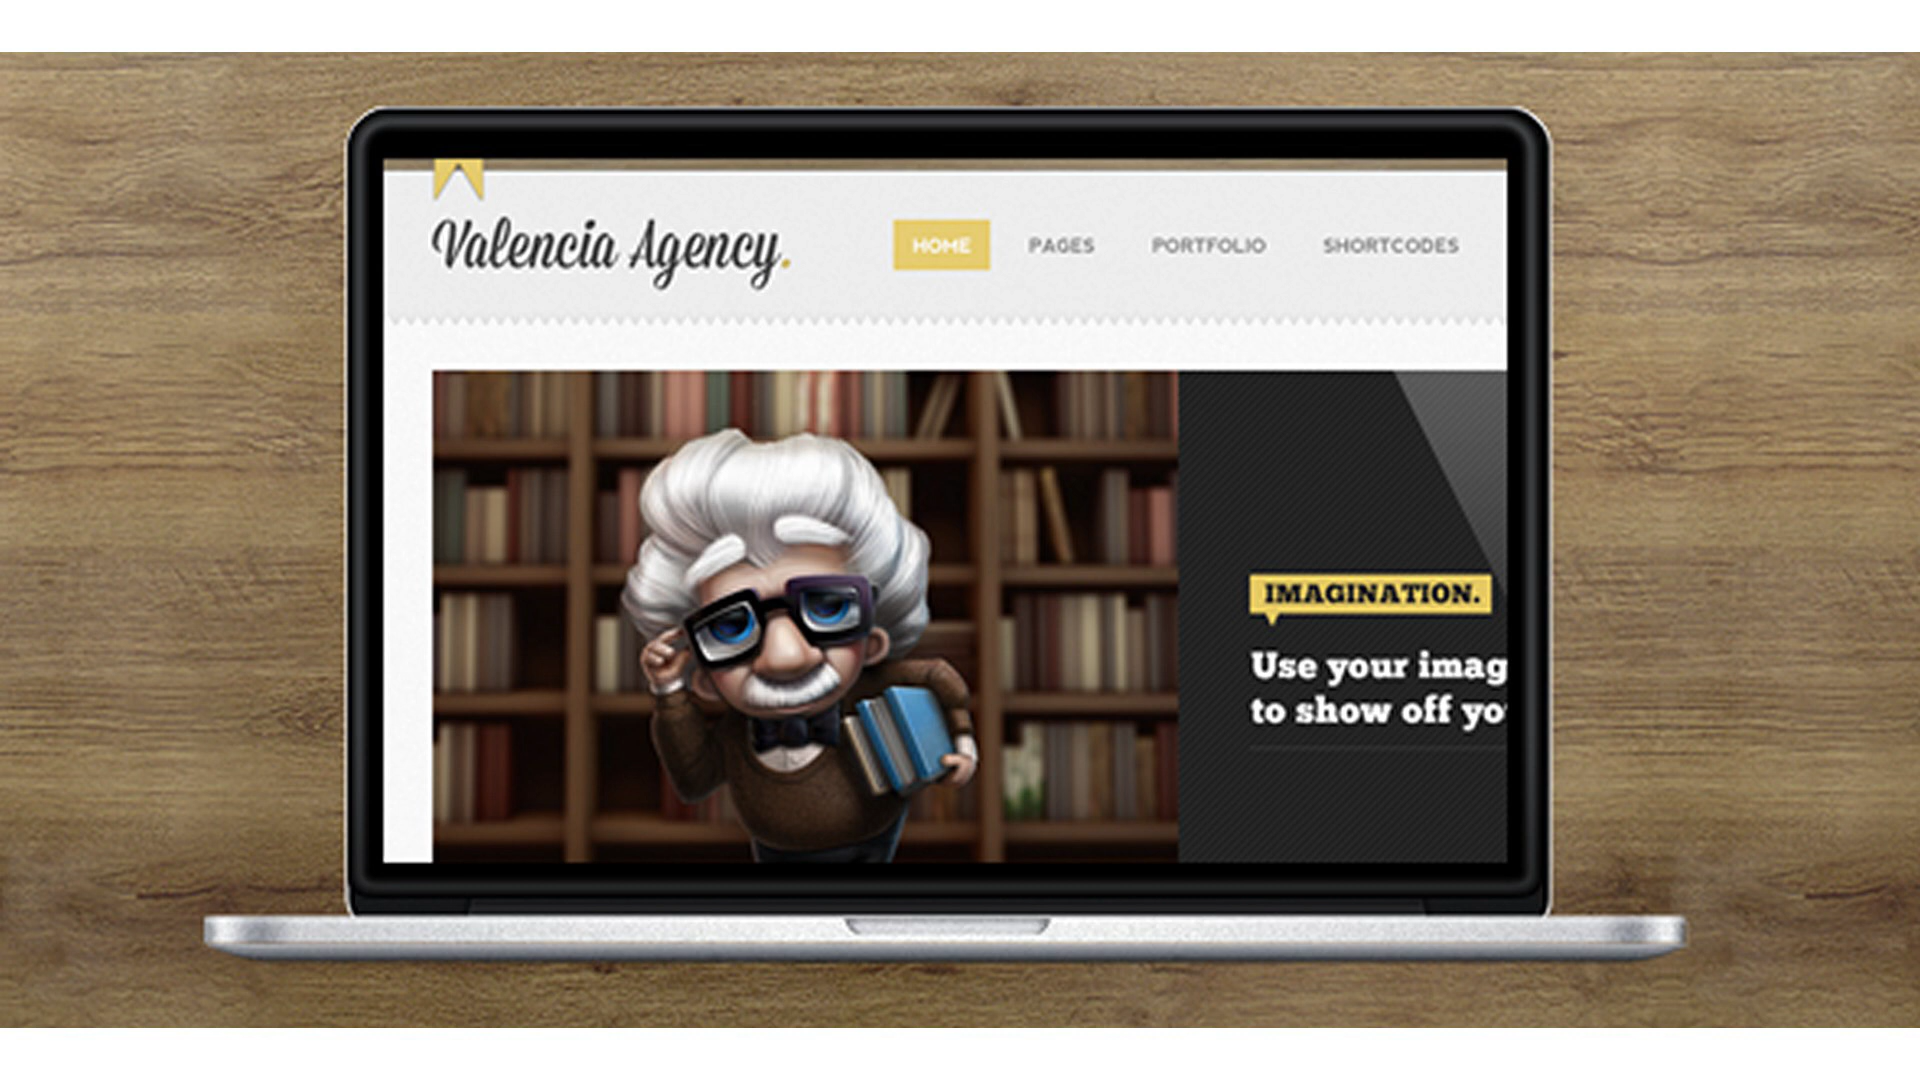 Valencia Agency.
HOME PAGES PORTFOLIO SHORTCODES
IMAGINATION.
Use your imag
to show off yo